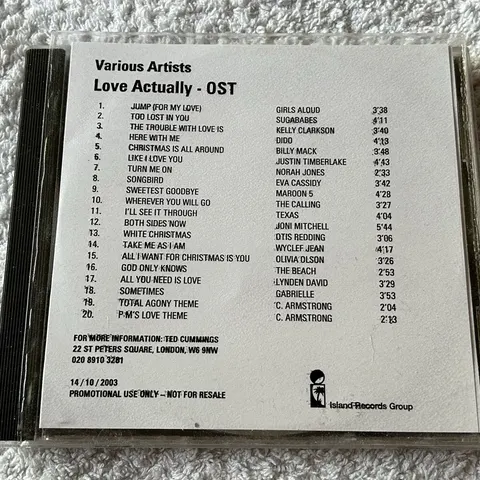 Various Artists
Love Actually - OST
1. JUMP (FOR MY LOVE) GIRLS ALOUD 3'38
2. TOO LOST IN YOU SUGABABES 4'11
3. THE TROUBLE WITH LOVE IS KELLY CLARKSON 3'40
4. HERE WITH ME DIDO 4'13
5. CHRISTMAS IS ALL AROUND BILLY MACK 3'48
6. LIKE I LOVE YOU JUSTIN TIMBERLAKE 4'43
7. TURN ME ON NORAH JONES 2'33
8. SONGBIRD EVA CASSIDY 3'42
9. SWEETEST GOODBYE MAROON 5 4'28
10. WHEREVER YOU WILL GO THE CALLING 3'27
11. I'LL SEE IT THROUGH TEXAS 4'04
12. BOTH SIDES NOW JONI MITCHELL 5'44
13. WHITE CHRISTMAS OTIS REDDING 3'06
14. TAKE ME AS I AM WYCLEF JEAN 4'17
15. ALL I WANT FOR CHRISTMAS IS YOU OLIVIA OLSON 3'26
16. GOD ONLY KNOWS THE BEACH 2'53
17. ALL YOU NEED IS LOVE LYNDEN DAVID 3'29
18. SOMETIMES GABRIELLE 3'53
19. TOTAL AGONY THEME C. ARMSTRONG 2'04
20. P·M'S LOVE THEME C. ARMSTRONG 2'13
FOR MORE INFORMATION: TED CUMMINGS
22 ST PETERS SQUARE, LONDON, W6 9NW
020 8910 3281
14 / 10 / 2003
PROMOTIONAL USE ONLY – NOT FOR RESALE
Island Records Group